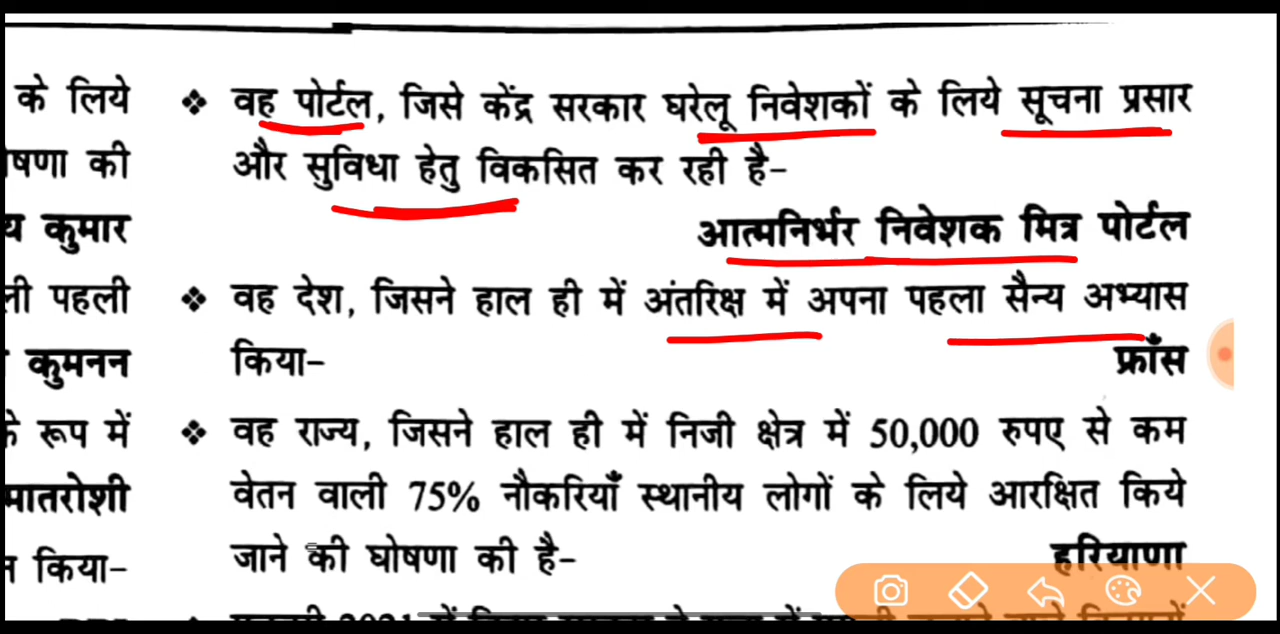 के लिये
षणा की
य कुमार
ली पहली
कुमनन
के रूप में
मातरोशी
किया-
❖ वह पोर्टल, जिसे केंद्र सरकार घरेलू निवेशकों के लिये सूचना प्रसार
और सुविधा हेतु विकसित कर रही है-
आत्मनिर्भर निवेशक मित्र पोर्टल
❖ वह देश, जिसने हाल ही में अंतरिक्ष में अपना पहला सैन्य अभ्यास
किया-
फ्राँस
❖ वह राज्य, जिसने हाल ही में निजी क्षेत्र में 50,000 रुपए से कम
वेतन वाली 75% नौकरियाँ स्थानीय लोगों के लिये आरक्षित किये
जाने की घोषणा की है-
हरियाणा